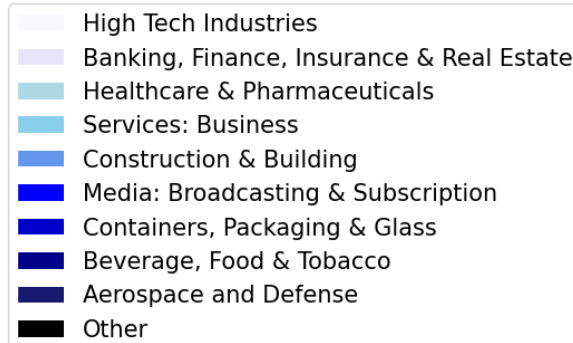 High Tech Industries
Banking, Finance, Insurance & Real Estate
Healthcare & Pharmaceuticals
Services: Business
Construction & Building
Media: Broadcasting & Subscription
Containers, Packaging & Glass
Beverage, Food & Tobacco
Aerospace and Defense
Other